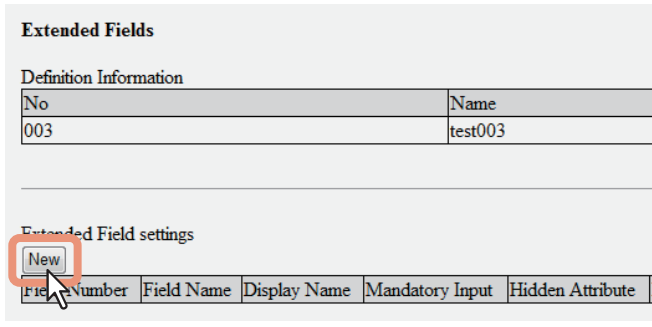 Extended Fields
Definition Information
No Name
003 test003
Extended Field settings
New
Field Number Field Name Display Name Mandatory Input Hidden Attribute